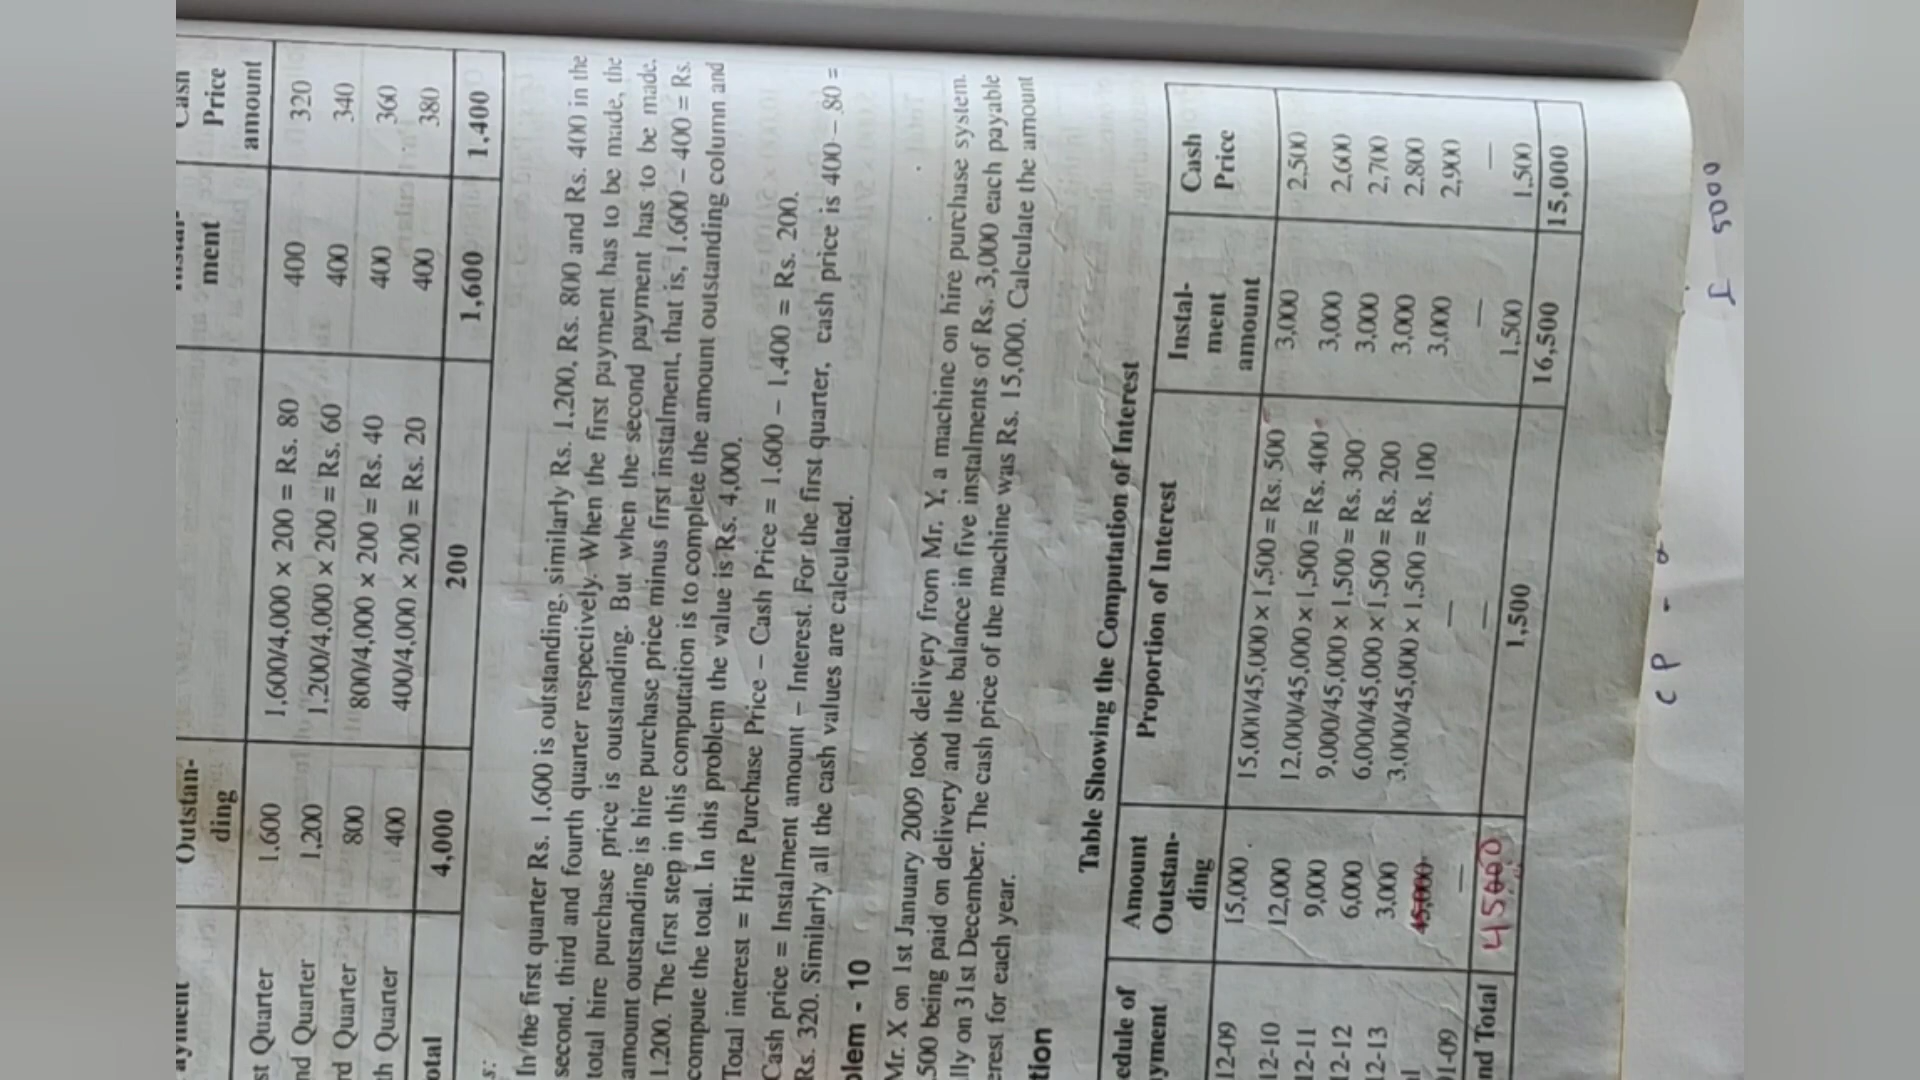 Outstan-
ding
ment
Cash
Price
amount
st Quarter 1,600 1,600/4,000 × 200 = Rs. 80 400 320
nd Quarter 1,200 1,200/4,000 × 200 = Rs. 60 400 340
rd Quarter 800 800/4,000 × 200 = Rs. 40 400 360
th Quarter 400 400/4,000 × 200 = Rs. 20 400 380
otal 4,000 200 1,600 1,400
s:
In the first quarter Rs. 1,600 is outstanding, similarly Rs. 1,200, Rs. 800 and Rs. 400 in the
second, third and fourth quarter respectively. When the first payment has to be made, the
total hire purchase price is outstanding. But when the second payment has to be made,
amount outstanding is hire purchase price minus first instalment, that is, 1,600 – 400 = Rs.
1,200. The first step in this computation is to complete the amount outstanding column and
compute the total. In this problem the value is Rs. 4,000.
Total interest = Hire Purchase Price – Cash Price = 1,600 – 1,400 = Rs. 200.
Cash price = Instalment amount – Interest. For the first quarter, cash price is 400 – 80 =
Rs. 320. Similarly all the cash values are calculated.
blem - 10
Mr. X on 1st January 2009 took delivery from Mr. Y, a machine on hire purchase system.
,500 being paid on delivery and the balance in five instalments of Rs. 3,000 each payable
lly on 31st December. The cash price of the machine was Rs. 15,000. Calculate the amount
erest for each year.
tion
Table Showing the Computation of Interest
edule of
yment
Amount
Outstan-
ding
Proportion of Interest
Instal-
ment
amount
Cash
Price
12-09 15,000 15,000/45,000 × 1,500 = Rs. 500 3,000 2,500
12-10 12,000 12,000/45,000 × 1,500 = Rs. 400 3,000 2,600
12-11 9,000 9,000/45,000 × 1,500 = Rs. 300 3,000 2,700
12-12 6,000 6,000/45,000 × 1,500 = Rs. 200 3,000 2,800
12-13 3,000 3,000/45,000 × 1,500 = Rs. 100 3,000 2,900
l 45,000 — — —
01-09 — — 1,500 1,500
nd Total 45000 1,500 16,500 15,000
CP -
I 5000